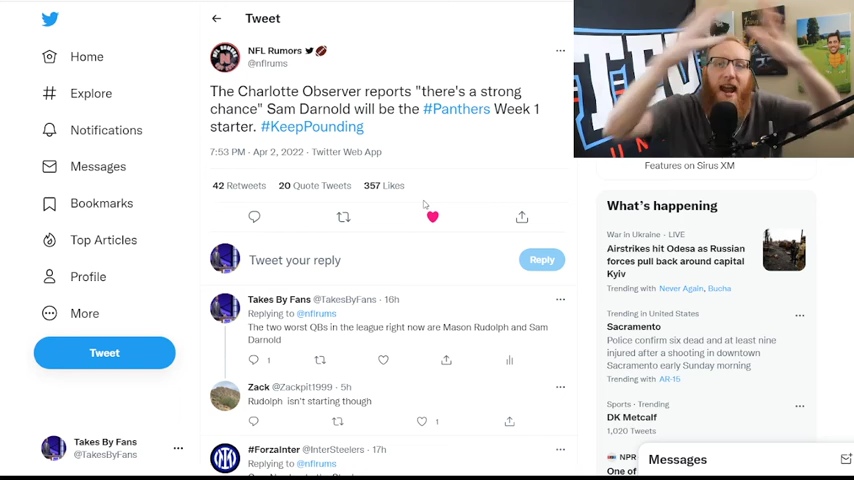 Home
Explore
Notifications
Messages
Bookmarks
Top Articles
Profile
More
Tweet
Takes By Fans
@TakesByFans
Tweet
NFL Rumors
@nflrums
The Charlotte Observer reports "there's a strong
chance" Sam Darnold will be the #Panthers Week 1
starter. #KeepPounding
7:53 PM · Apr 2, 2022 · Twitter Web App
42 Retweets 20 Quote Tweets 357 Likes
Tweet your reply
Reply
Takes By Fans @TakesByFans · 16h
Replying to @nflrums
The two worst QBs in the league right now are Mason Rudolph and Sam
Darnold
1
Zack @Zackpit1999 · 5h
Rudolph isn't starting though
1
#ForzaInter @InterSteelers · 17h
Replying to @nflrums
Features on Sirus XM
What's happening
War in Ukraine · LIVE
Airstrikes hit Odesa as Russian
forces pull back around capital
Kyiv
Trending with Never Again, Bucha
Trending in United States
Sacramento
Police confirm six dead and at least nine
injured after a shooting in downtown
Sacramento early Sunday morning
Trending with AR-15
Sports · Trending
DK Metcalf
1,020 Tweets
NPR
One of
Messages